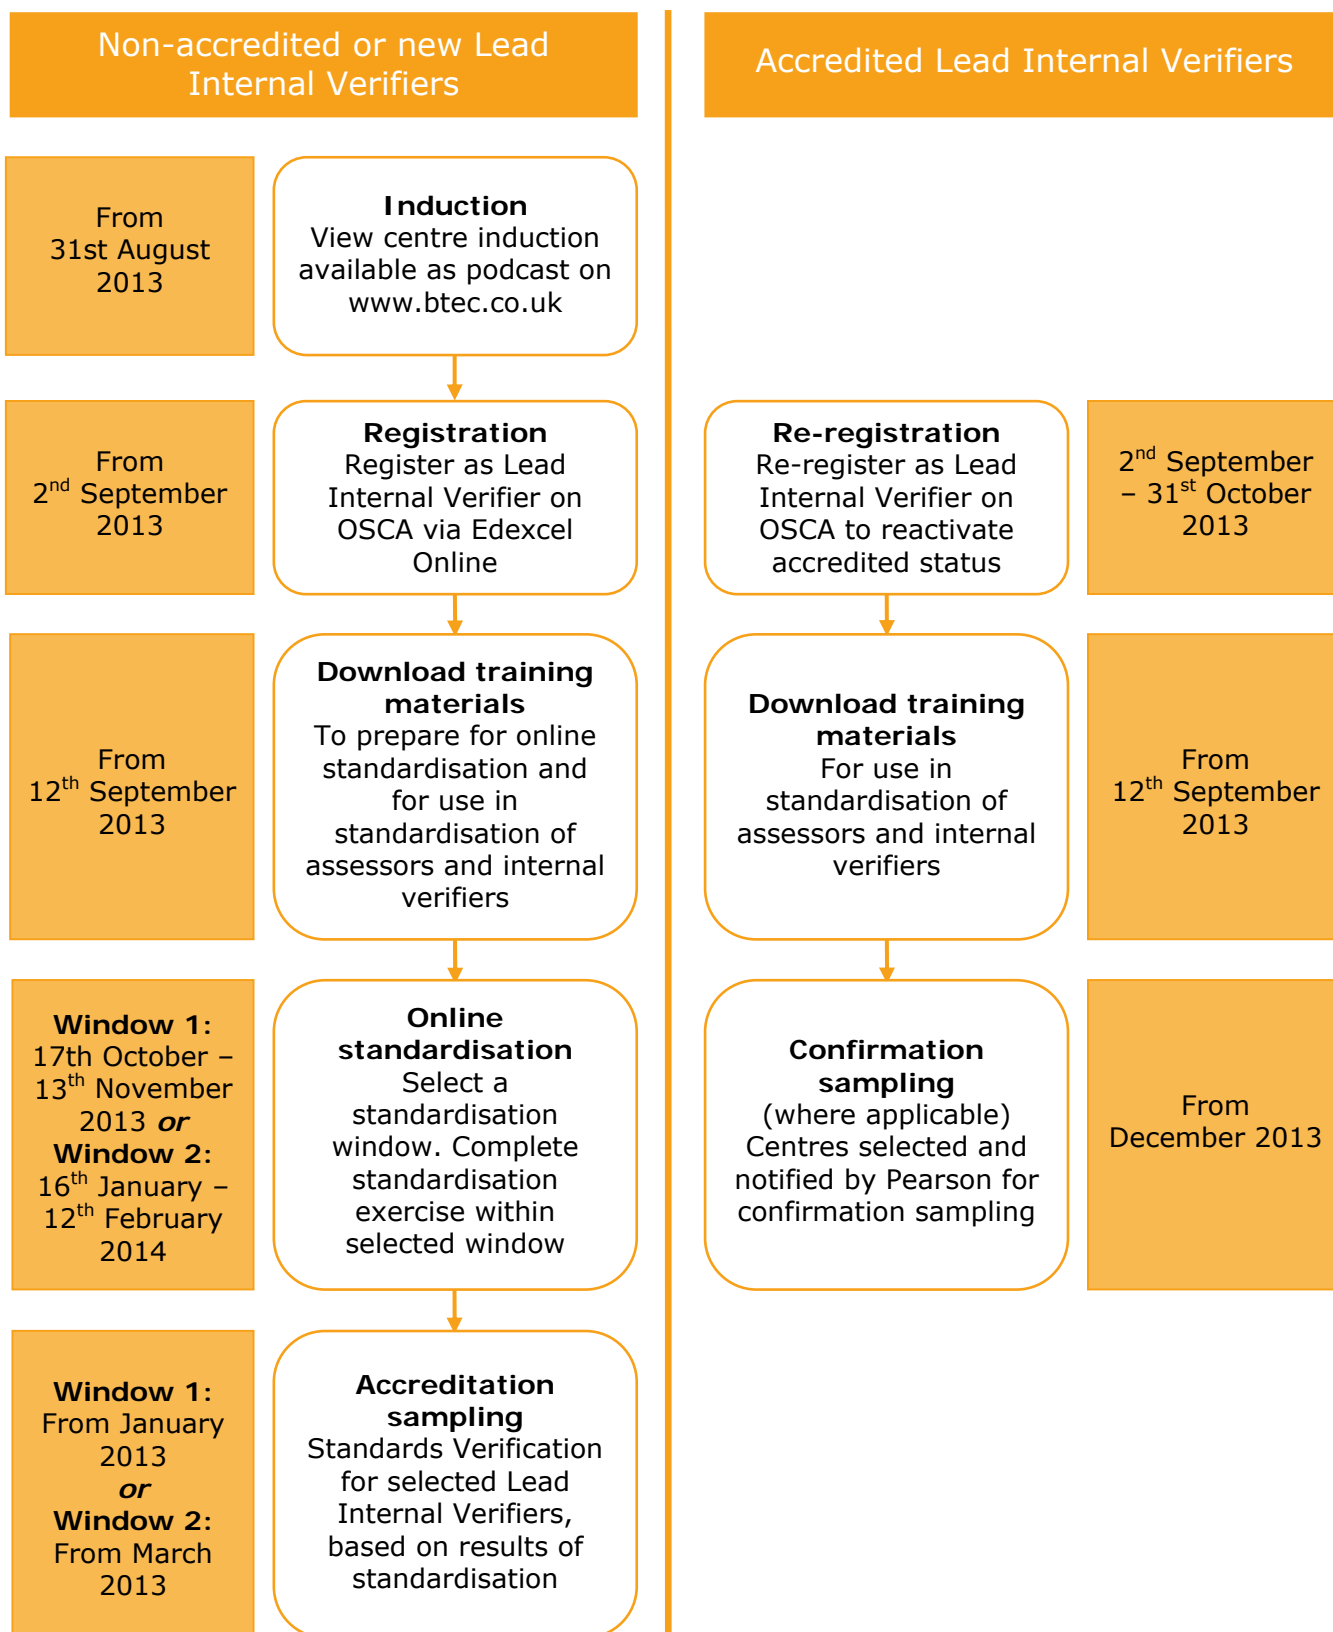 Non-accredited or new Lead
Internal Verifiers
Accredited Lead Internal Verifiers
From
31st August
2013
Induction
View centre induction
available as podcast on
www.btec.co.uk
From
2nd September
2013
Registration
Register as Lead
Internal Verifier on
OSCA via Edexcel
Online
Re-registration
Re-register as Lead
Internal Verifier on
OSCA to reactivate
accredited status
2nd September
– 31st October
2013
From
12th September
2013
Download training
materials
To prepare for online
standardisation and
for use in
standardisation of
assessors and internal
verifiers
Download training
materials
For use in
standardisation of
assessors and internal
verifiers
From
12th September
2013
Window 1:
17th October –
13th November
2013 or
Window 2:
16th January –
12th February
2014
Online
standardisation
Select a
standardisation
window. Complete
standardisation
exercise within
selected window
Confirmation
sampling
(where applicable)
Centres selected and
notified by Pearson for
confirmation sampling
From
December 2013
Window 1:
From January
2013
or
Window 2:
From March
2013
Accreditation
sampling
Standards Verification
for selected Lead
Internal Verifiers,
based on results of
standardisation